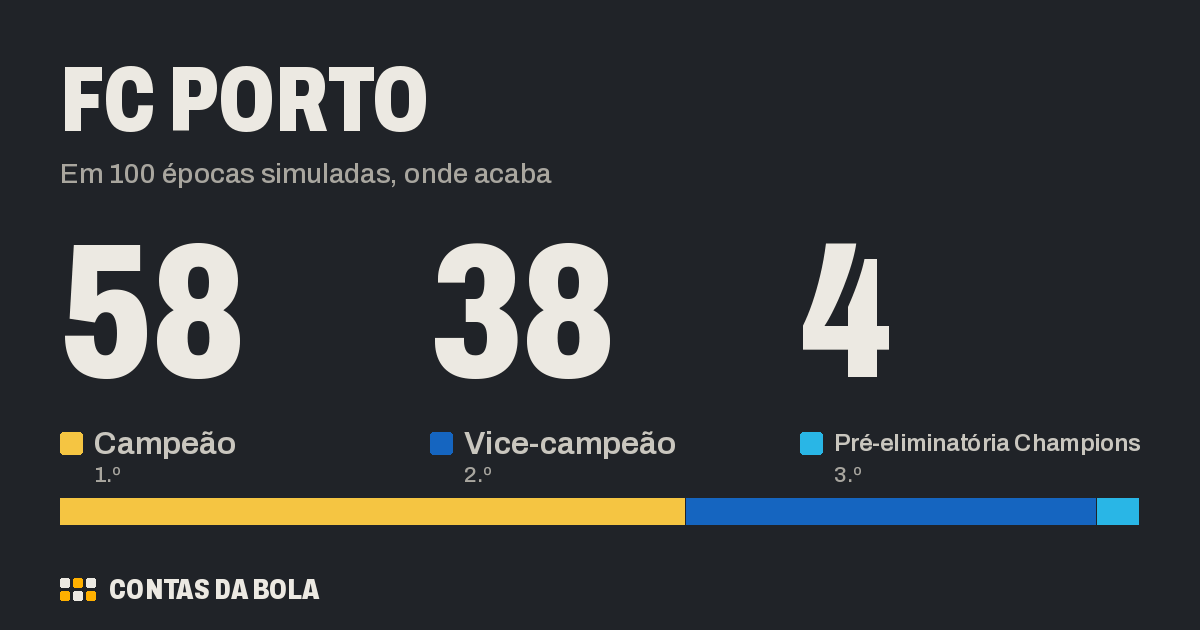 FC PORTO
Em 100 épocas simuladas, onde acaba
58 38 4
Campeão Vice-campeão Pré-eliminatória Champions
1.º 2.º 3.º
CONTAS DA BOLA